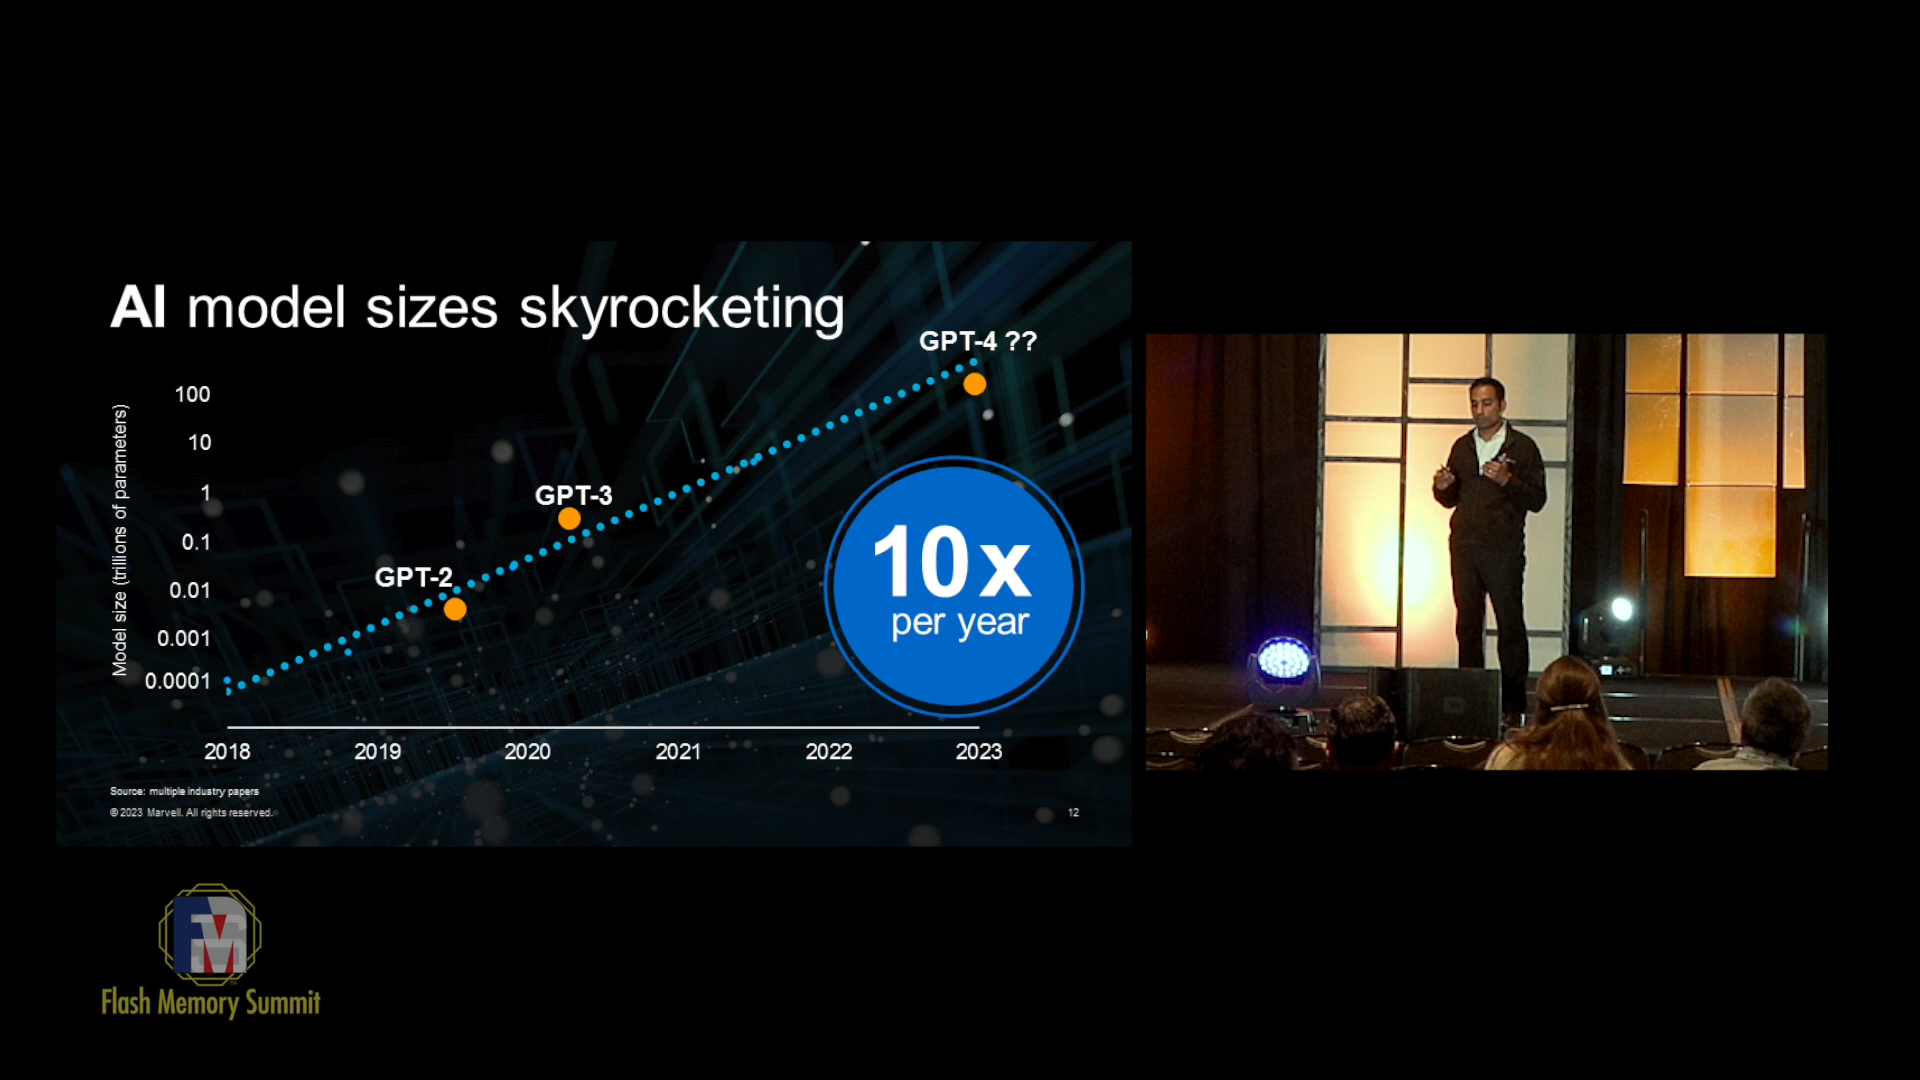 AI model sizes skyrocketing
GPT-4 ??
Model size (trillions of parameters)
100
10
1
0.1
0.01
0.001
0.0001
GPT-3
GPT-2
10x
per year
2018 2019 2020 2021 2022 2023
Source: multiple industry papers
© 2023 Marvell. All rights reserved.
12
Flash Memory Summit